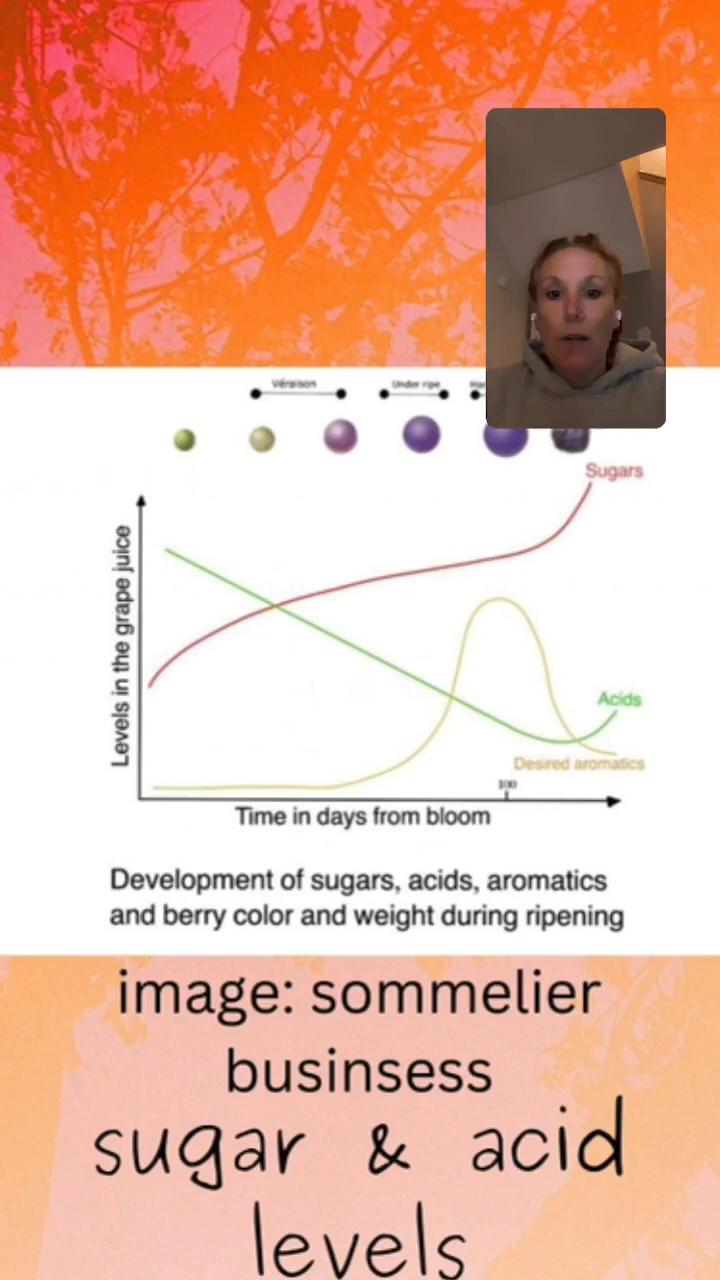 Véraison
Under ripe
Sugars
Levels in the grape juice
Acids
Desired aromatics
100
Time in days from bloom
Development of sugars, acids, aromatics
and berry color and weight during ripening
image: sommelier
businsess
sugar & acid
levels